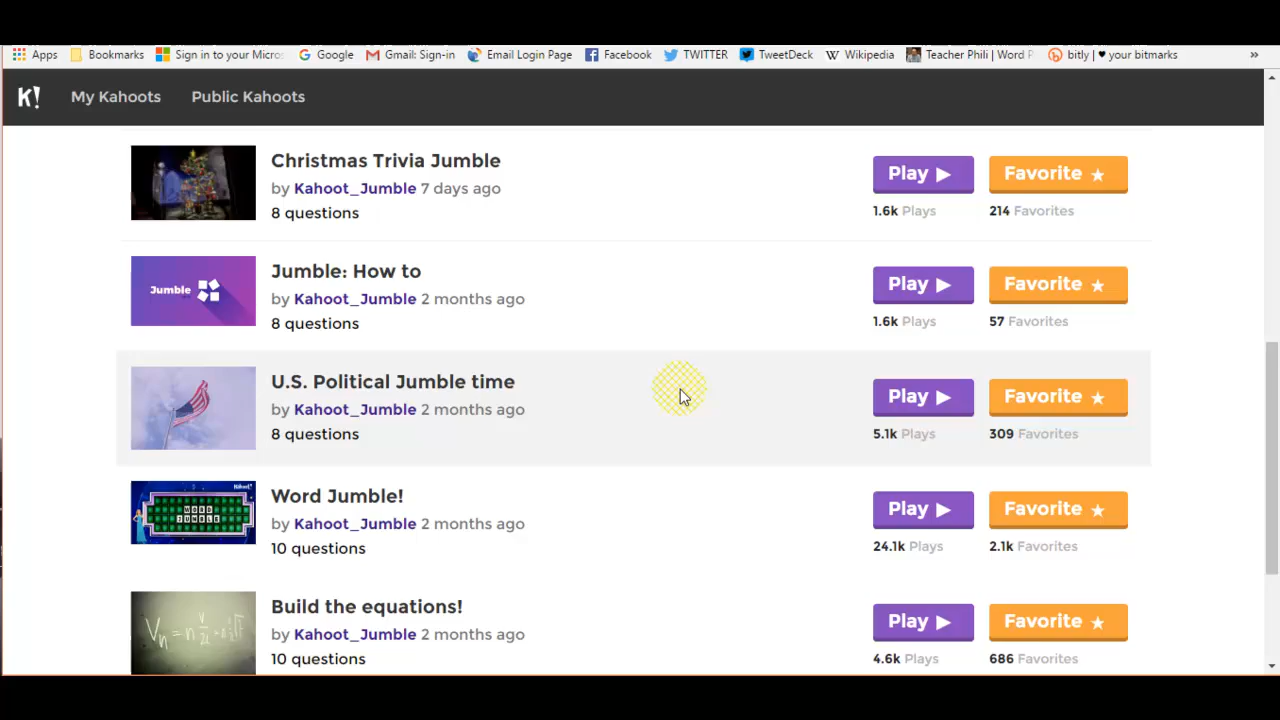 Apps Bookmarks Sign in to your Micros Google Gmail: Sign-in Email Login Page Facebook TWITTER TweetDeck W Wikipedia Teacher Phili | Word P bitly | ♥ your bitmarks »
K! My Kahoots Public Kahoots
Christmas Trivia Jumble
by Kahoot_Jumble 7 days ago
8 questions
Play ▶ Favorite ★
1.6k Plays 214 Favorites
Jumble
Jumble: How to
by Kahoot_Jumble 2 months ago
8 questions
Play ▶ Favorite ★
1.6k Plays 57 Favorites
U.S. Political Jumble time
by Kahoot_Jumble 2 months ago
8 questions
Play ▶ Favorite ★
5.1k Plays 309 Favorites
WORD
JUMBLE
Word Jumble!
by Kahoot_Jumble 2 months ago
10 questions
Play ▶ Favorite ★
24.1k Plays 2.1k Favorites
Build the equations!
by Kahoot_Jumble 2 months ago
10 questions
Play ▶ Favorite ★
4.6k Plays 686 Favorites